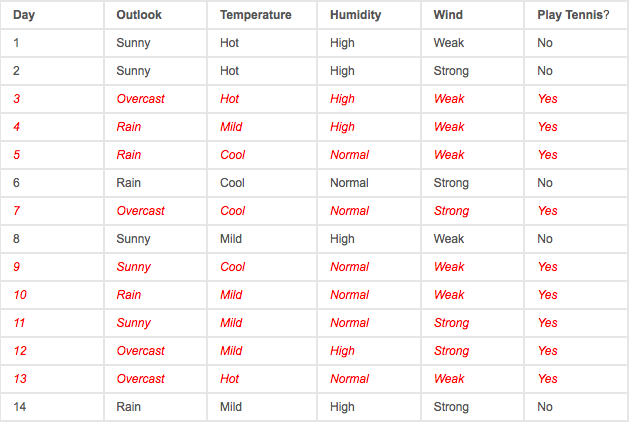 Day Outlook Temperature Humidity Wind Play Tennis?
1 Sunny Hot High Weak No
2 Sunny Hot High Strong No
3 Overcast Hot High Weak Yes
4 Rain Mild High Weak Yes
5 Rain Cool Normal Weak Yes
6 Rain Cool Normal Strong No
7 Overcast Cool Normal Strong Yes
8 Sunny Mild High Weak No
9 Sunny Cool Normal Weak Yes
10 Rain Mild Normal Weak Yes
11 Sunny Mild Normal Strong Yes
12 Overcast Mild High Strong Yes
13 Overcast Hot Normal Weak Yes
14 Rain Mild High Strong No